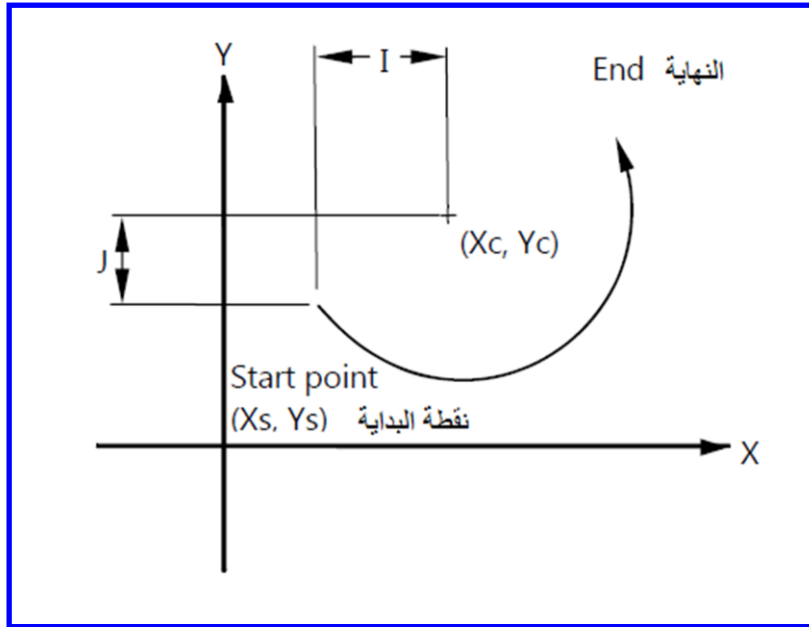 Y
I
End النهاية
(Xc, Yc)
J
Start point
(Xs, Ys) نقطة البداية
X